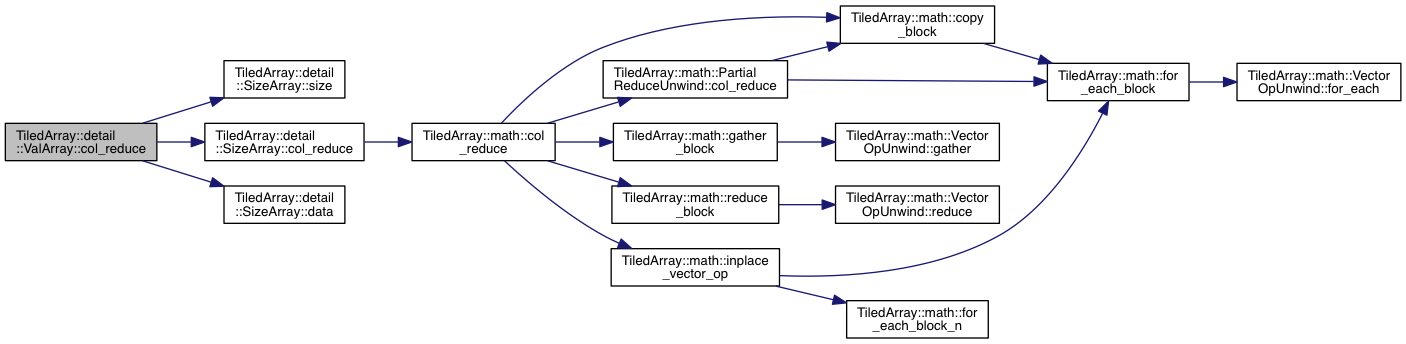 TiledArray::detail
::ValArray::col_reduce
TiledArray::detail
::SizeArray::size
TiledArray::detail
::SizeArray::col_reduce
TiledArray::detail
::SizeArray::data
TiledArray::math::col
_reduce
TiledArray::math::copy
_block
TiledArray::math::Partial
ReduceUnwind::col_reduce
TiledArray::math::gather
_block
TiledArray::math::reduce
_block
TiledArray::math::inplace
_vector_op
TiledArray::math::for
_each_block
TiledArray::math::Vector
OpUnwind::for_each
TiledArray::math::Vector
OpUnwind::gather
TiledArray::math::Vector
OpUnwind::reduce
TiledArray::math::for
_each_block_n